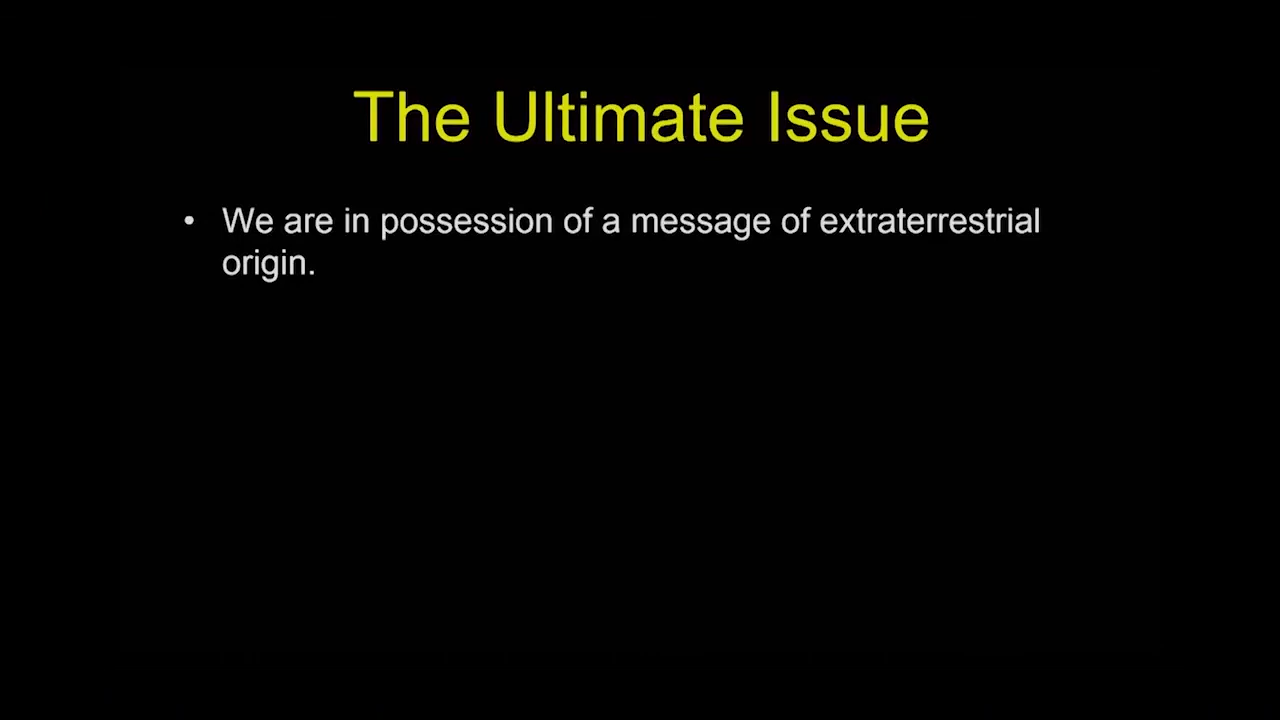 The Ultimate Issue
• We are in possession of a message of extraterrestrial
origin.